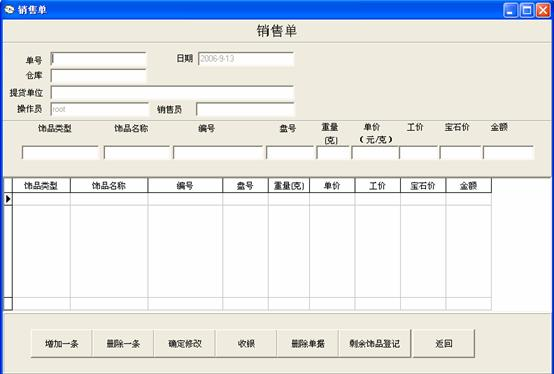 销售单
销售单
单号 日期 2006-9-13
仓库
提货单位
操作员 root 销售员
饰品类型 饰品名称 编号 盘号 重量 单价 工价 宝石价 金额
(克) (元/克)
饰品类型 饰品名称 编号 盘号 重量(克) 单价 工价 宝石价 金额
增加一条 删除一条 确定修改 收银 删除单据 剩余饰品登记 返回